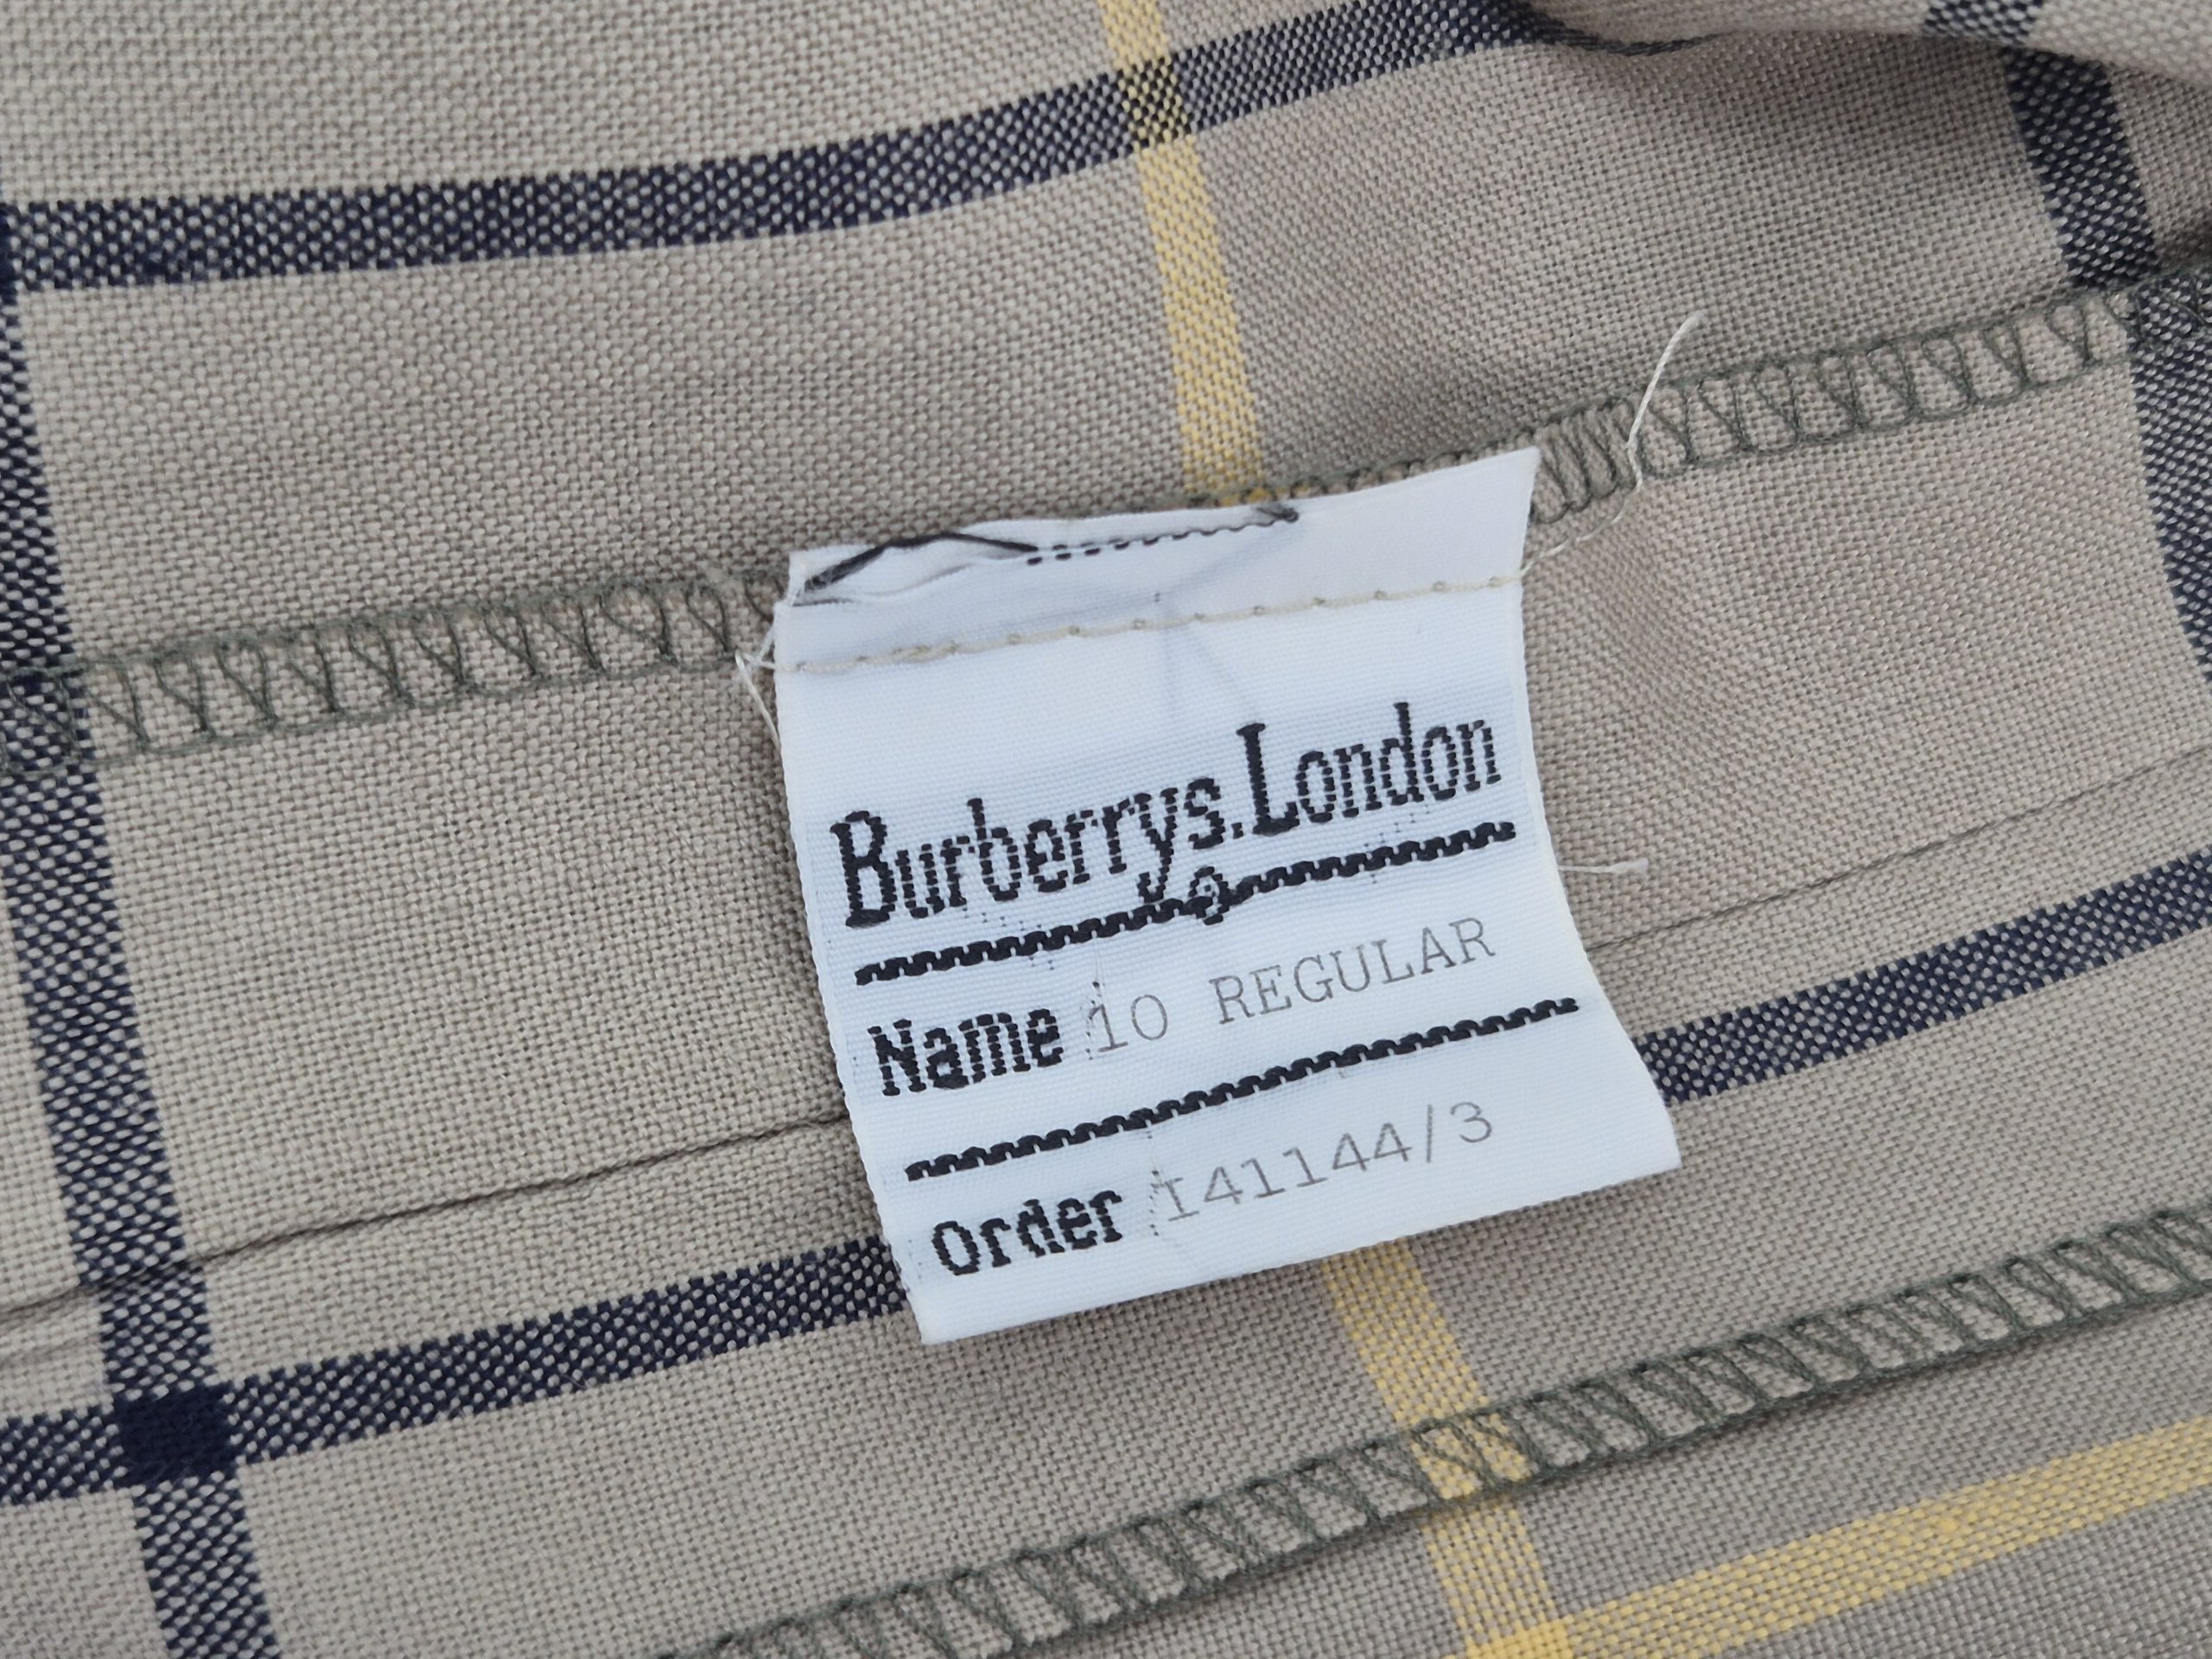 Burberrys.London
Name 10 REGULAR
Order 141144/3